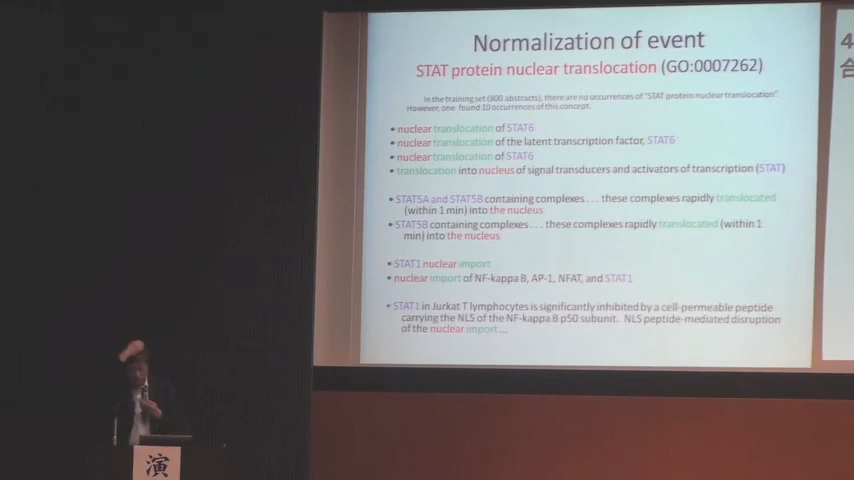 Normalization of event
STAT protein nuclear translocation (GO:0007262)
In the training set (800 abstracts), there are no occurrences of "STAT protein nuclear translocation".
However, one found 10 occurrences of this concept.
• nuclear translocation of STAT6
• nuclear translocation of the latent transcription factor, STAT6
• nuclear translocation of STAT6
• translocation into nucleus of signal transducers and activators of transcription (STAT)
• STAT5A and STAT5B containing complexes . . . these complexes rapidly translocated
(within 1 min) into the nucleus
• STAT5B containing complexes . . . these complexes rapidly translocated (within 1
min) into the nucleus
• STAT1 nuclear import
• nuclear import of NF-kappa B, AP-1, NFAT, and STAT1
• STAT1 in Jurkat T lymphocytes is significantly inhibited by a cell-permeable peptide
carrying the NLS of the NF-kappa B p50 subunit. NLS peptide-mediated disruption
of the nuclear import ...
4
合
演